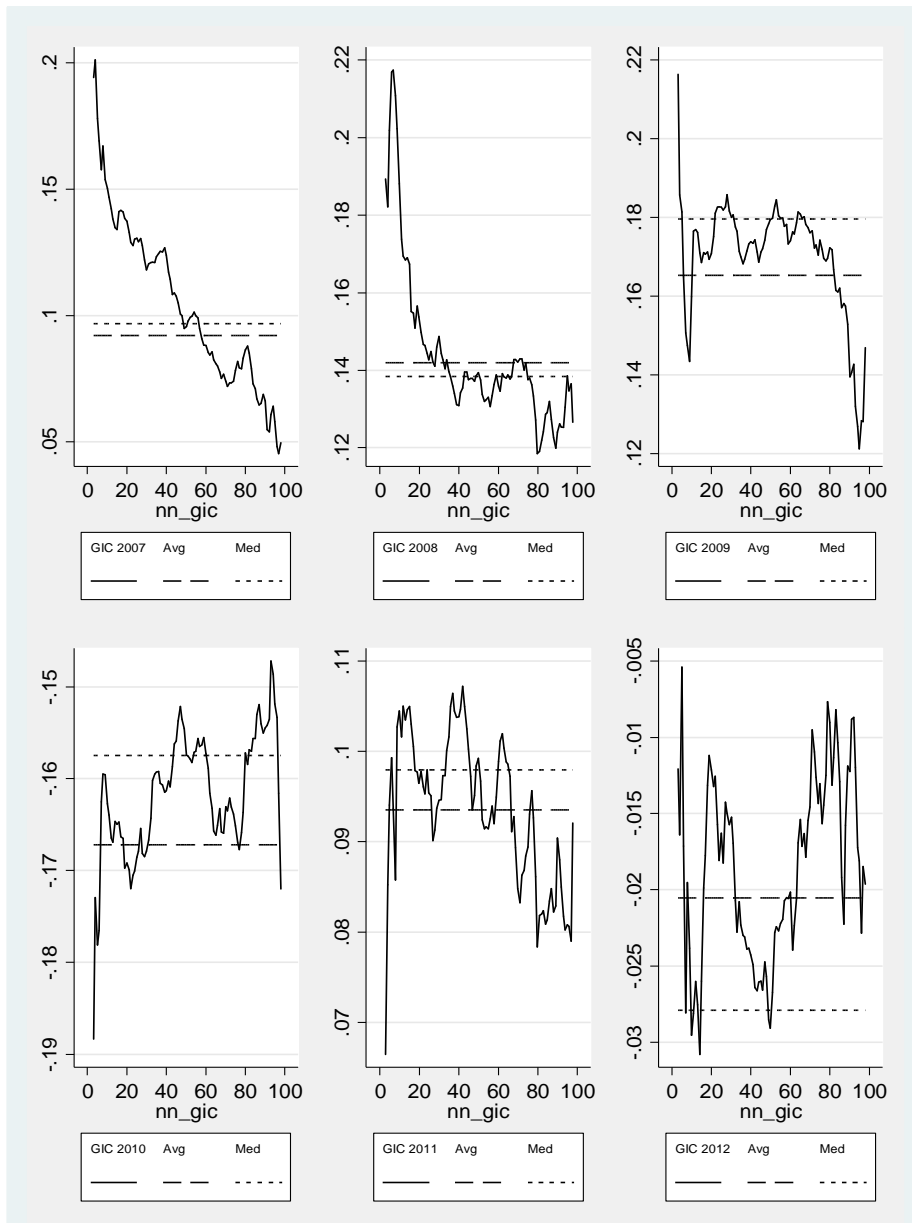 .2
.15
.1
.05
0 20 40 60 80 100
nn_gic
GIC 2007 Avg Med
.22
.2
.18
.16
.14
.12
0 20 40 60 80 100
nn_gic
GIC 2008 Avg Med
.22
.2
.18
.16
.14
.12
0 20 40 60 80 100
nn_gic
GIC 2009 Avg Med
-.15
-.16
-.17
-.18
-.19
0 20 40 60 80 100
nn_gic
GIC 2010 Avg Med
.11
.1
.09
.08
.07
0 20 40 60 80 100
nn_gic
GIC 2011 Avg Med
-.005
-.01
-.015
-.02
-.025
-.03
0 20 40 60 80 100
nn_gic
GIC 2012 Avg Med